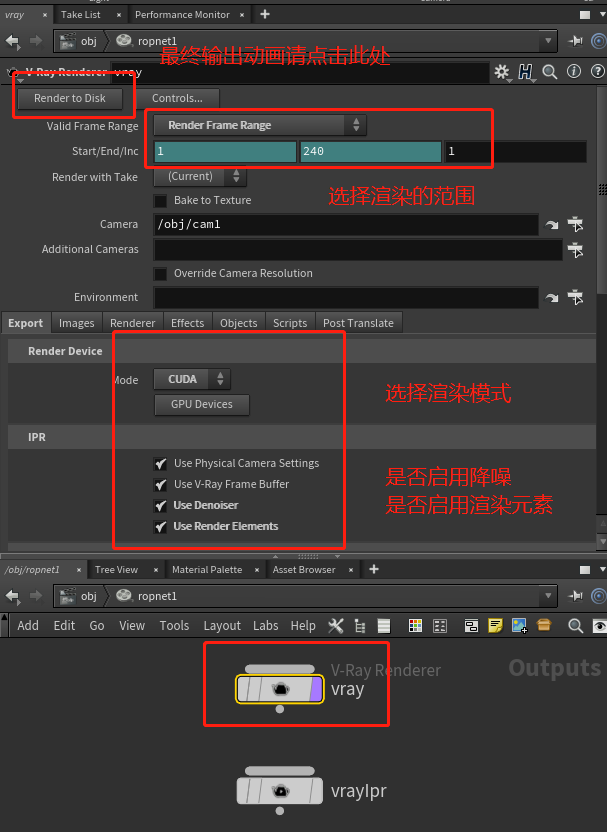 vray Take List Performance Monitor
obj ropnet1
最终输出动画请点击此处
V-Ray Renderer vray
Render to Disk Controls...
Valid Frame Range Render Frame Range
Start/End/Inc 1 240 1
Render with Take (Current)
选择渲染的范围
Bake to Texture
Camera /obj/cam1
Additional Cameras
Override Camera Resolution
Environment
Export Images Renderer Effects Objects Scripts Post Translate
Render Device
Mode CUDA
选择渲染模式
GPU Devices
IPR
Use Physical Camera Settings
是否启用降噪
Use V-Ray Frame Buffer
是否启用渲染元素
Use Denoiser
Use Render Elements
/obj/ropnet1 Tree View Material Palette Asset Browser
obj ropnet1
Add Edit Go View Tools Layout Labs Help
V-Ray Renderer
Outputs
vray
vrayIpr